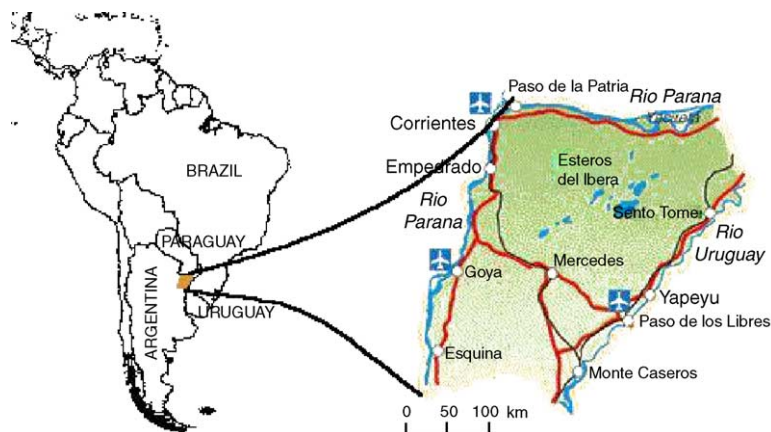 BRAZIL
PARAGUAY
ARGENTINA
URUGUAY
Paso de la Patria
Rio Parana
Corrientes
Empedrado
Esteros
del Ibera
Rio
Parana
Sento Tome
Rio
Uruguay
Goya
Mercedes
Yapeyu
Paso de los Libres
Esquina
Monte Caseros
0 50 100 km